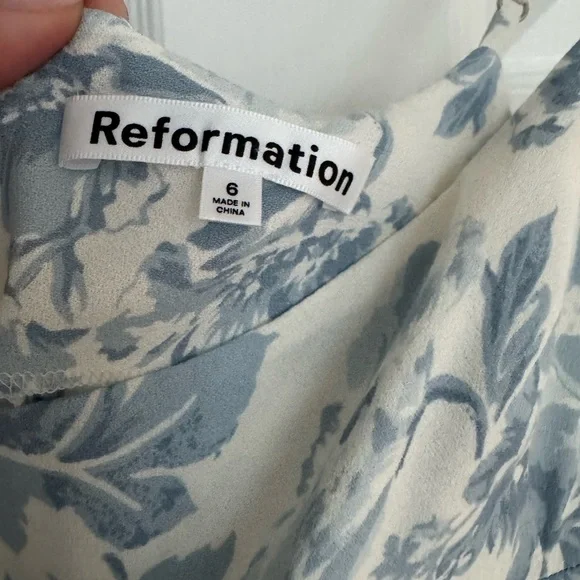 Reformation
6
MADE IN
CHINA